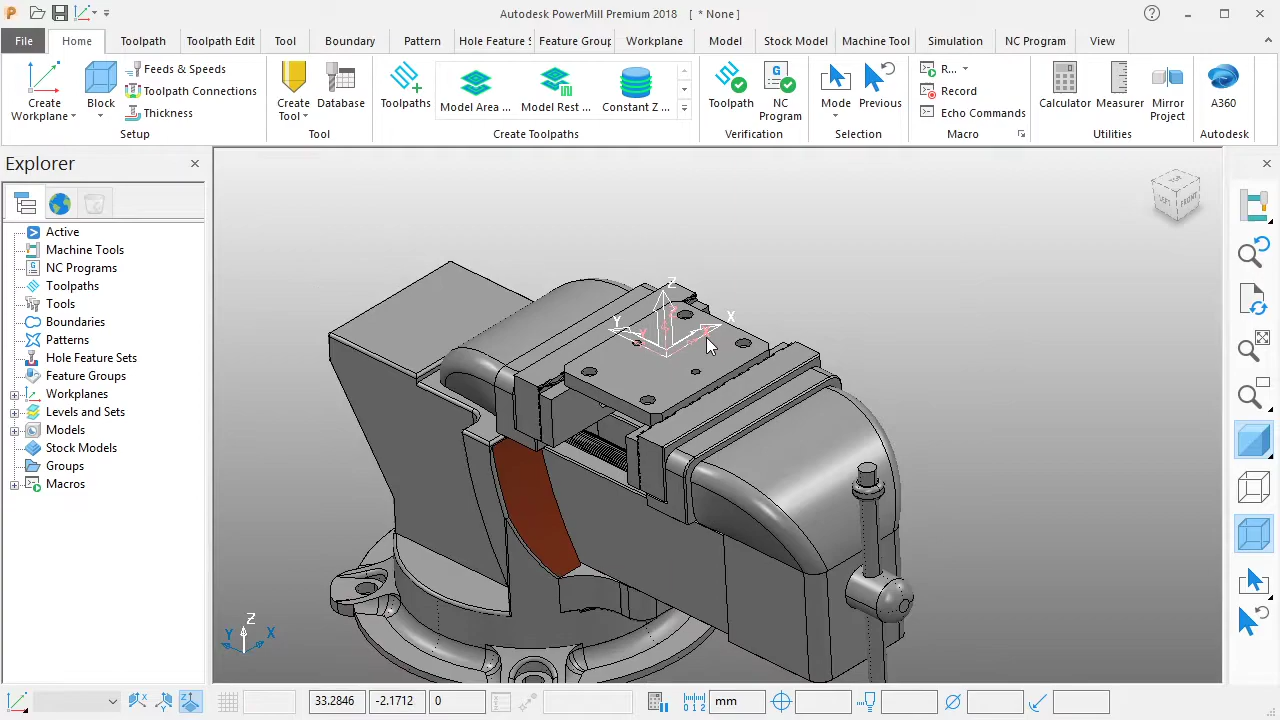 Autodesk PowerMill Premium 2018 [ * None ]
File Home Toolpath Toolpath Edit Tool Boundary Pattern Hole Feature S Feature Group Workplane Model Stock Model Machine Tool Simulation NC Program View
Create Workplane
Block
Feeds & Speeds
Toolpath Connections
Thickness
Setup
Create Tool
Database
Tool
Toolpaths
Model Area ...
Model Rest ...
Constant Z ...
Create Toolpaths
Toolpath
NC Program
Verification
Mode
Previous
Selection
R...
Record
Echo Commands
Macro
Calculator
Measurer
Mirror Project
Utilities
A360
Autodesk
Explorer
Active
Machine Tools
NC Programs
Toolpaths
Tools
Boundaries
Patterns
Hole Feature Sets
Feature Groups
Workplanes
Levels and Sets
Models
Stock Models
Groups
Macros
Z
Y
X
Z
Y
X
33.2846 -2.1712 0 mm